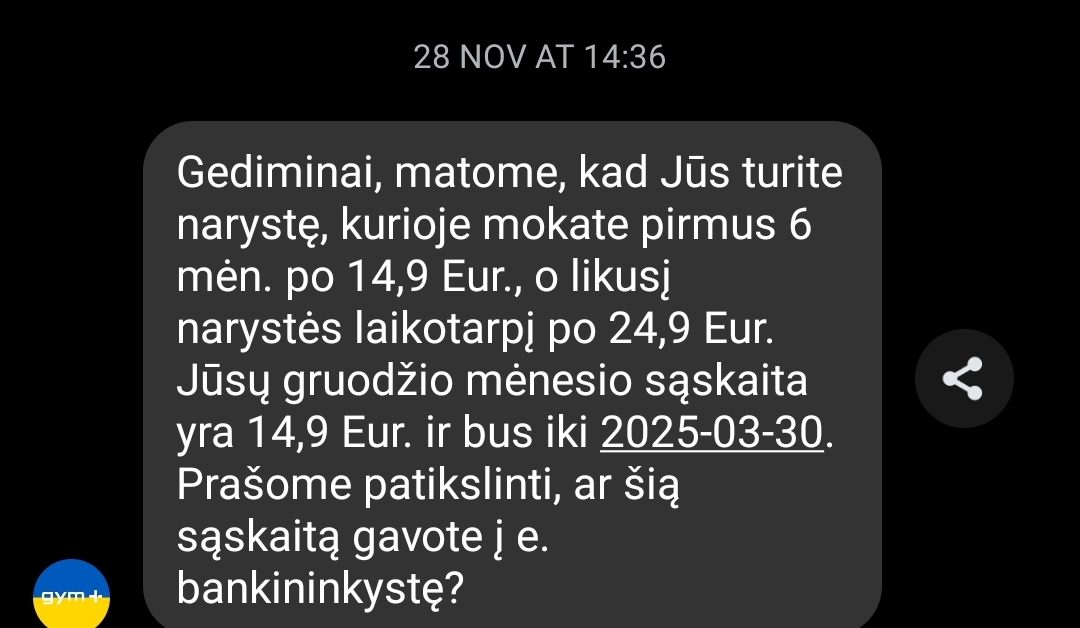 28 NOV AT 14:36
Gediminai, matome, kad Jūs turite
narystę, kurioje mokate pirmus 6
mėn. po 14,9 Eur., o likusį
narystės laikotarpį po 24,9 Eur.
Jūsų gruodžio mėnesio sąskaita
yra 14,9 Eur. ir bus iki 2025-03-30.
Prašome patikslinti, ar šią
sąskaitą gavote į e.
bankininkystę?
gym+